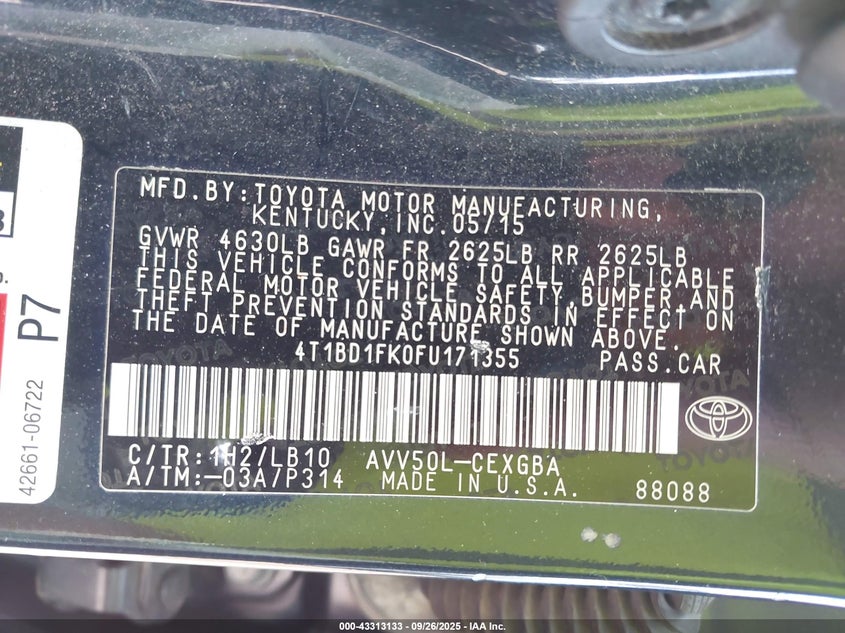 MFD.BY:TOYOTA MOTOR MANUFACTURING,
KENTUCKY,INC.05/15
GVWR 4630LB GAWR FR 2625LB RR 2625LB
THIS VEHICLE CONFORMS TO ALL APPLICABLE
FEDERAL MOTOR VEHICLE SAFETY,BUMPER,AND
THEFT PREVENTION STANDARDS IN EFFECT ON
THE DATE OF MANUFACTURE SHOWN ABOVE.
4T1BD1FK0FU171355 PASS.CAR
C/TR:1H2/LB10 AVV50L-CEXGBA
A/TM:-03A/P314 MADE IN U.S.A. 88088
P7
42661-06722
000-43313133 - 09/26/2025 - IAA Inc.